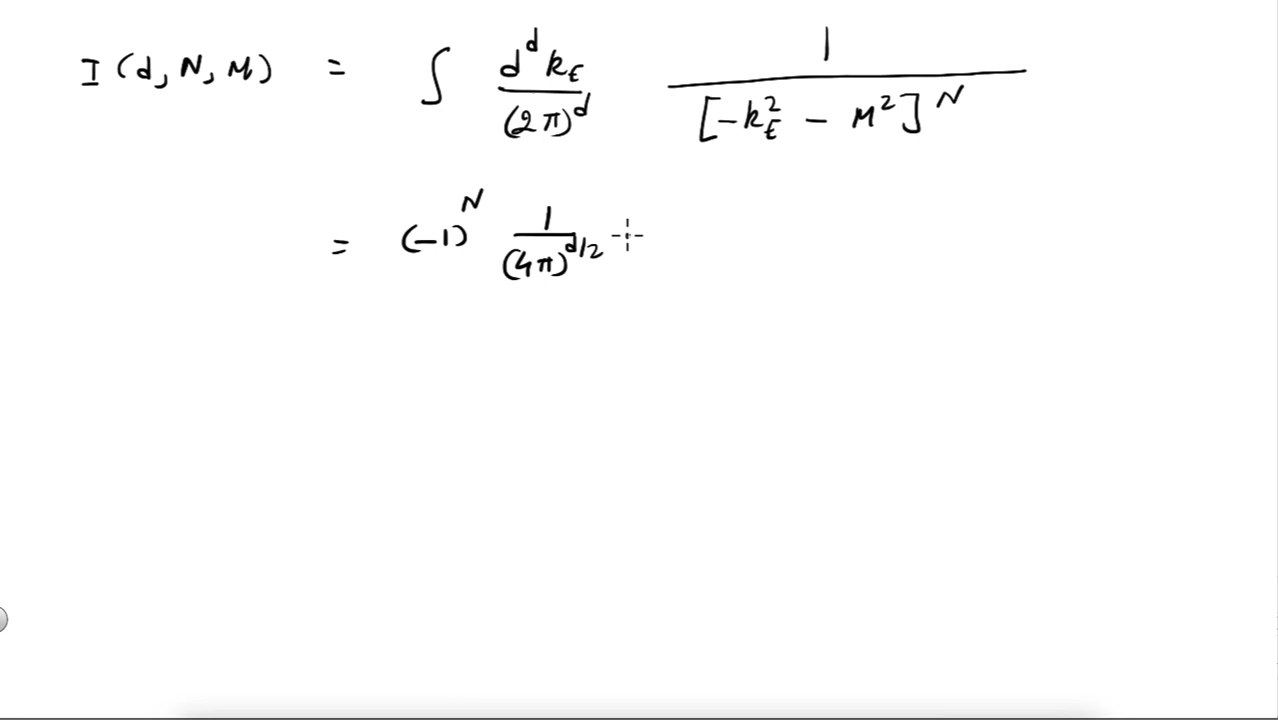 I(d, N, M) = ∫ d^d k_E / (2π)^d 1 / [-k_E^2 - M^2]^N
= (-1)^N 1 / (4π)^{d/2}